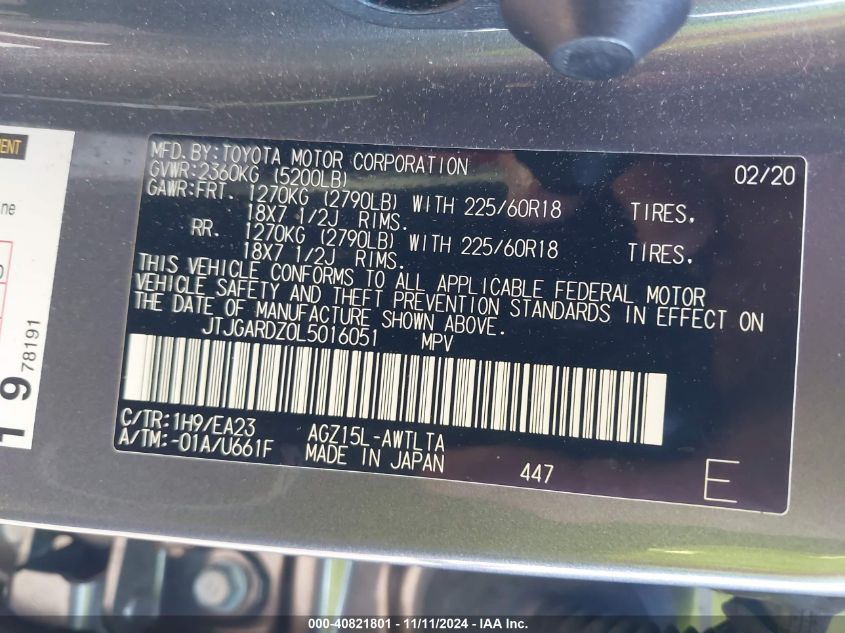 MFD. BY: TOYOTA MOTOR CORPORATION 02/20
GVWR: 2360KG (5200LB)
GAWR: FRT. 1270KG (2790LB) WITH 225/60R18 TIRES,
18X7 1/2J RIMS.
RR. 1270KG (2790LB) WITH 225/60R18 TIRES,
18X7 1/2J RIMS.
THIS VEHICLE CONFORMS TO ALL APPLICABLE FEDERAL MOTOR
VEHICLE SAFETY AND THEFT PREVENTION STANDARDS IN EFFECT ON
THE DATE OF MANUFACTURE SHOWN ABOVE.
JTJGARDZ0L5016051 MPV
C/TR: 1H9/EA23 AGZ15L-AWTLTA
A/TM: -01A/U661F MADE IN JAPAN 447 E
19 78191
000-40821801 - 11/11/2024 - IAA Inc.